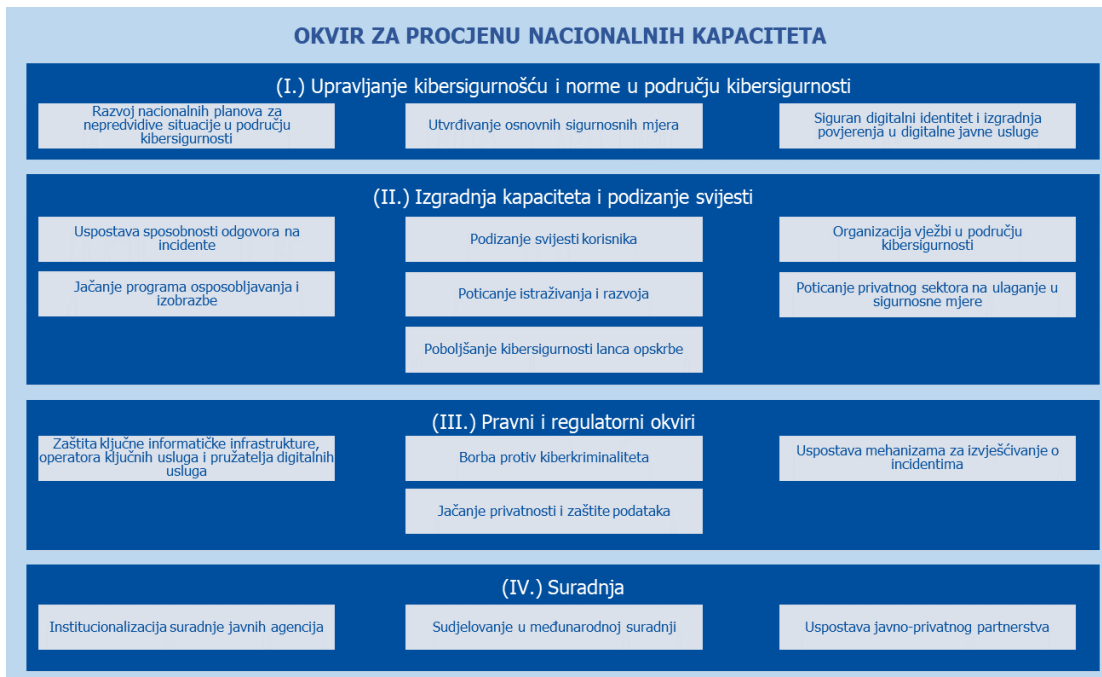 OKVIR ZA PROCJENU NACIONALNIH KAPACITETA
(I.) Upravljanje kibersigurnošću i norme u području kibersigurnosti
Razvoj nacionalnih planova za
nepredvidive situacije u području
kibersigurnosti
Utvrđivanje osnovnih sigurnosnih mjera
Siguran digitalni identitet i izgradnja
povjerenja u digitalne javne usluge
(II.) Izgradnja kapaciteta i podizanje svijesti
Uspostava sposobnosti odgovora na
incidente
Podizanje svijesti korisnika
Organizacija vježbi u području
kibersigurnosti
Jačanje programa osposobljavanja i
izobrazbe
Poticanje istraživanja i razvoja
Poticanje privatnog sektora na ulaganje u
sigurnosne mjere
Poboljšanje kibersigurnosti lanca opskrbe
(III.) Pravni i regulatorni okviri
Zaštita ključne informatičke infrastrukture,
operatora ključnih usluga i pružatelja digitalnih
usluga
Borba protiv kiberkriminaliteta
Uspostava mehanizama za izvješćivanje o
incidentima
Jačanje privatnosti i zaštite podataka
(IV.) Suradnja
Institucionalizacija suradnje javnih agencija
Sudjelovanje u međunarodnoj suradnji
Uspostava javno-privatnog partnerstva